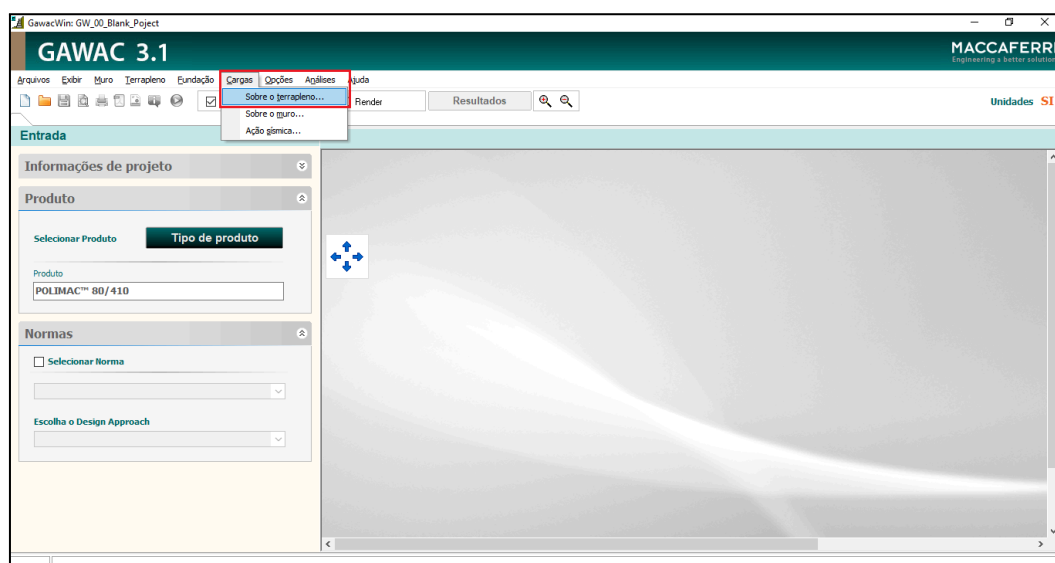 GawacWin: GW_00_Blank_Poject
GAWAC 3.1
MACCAFERRI
Engineering a better solution
Arquivos Exibir Muro Terrapleno Fundação Cargas Opções Análises Ajuda
Sobre o terrapleno...
Sobre o muro...
Ação sísmica...
Render
Resultados
Unidades SI
Entrada
Informações de projeto
Produto
Selecionar Produto
Tipo de produto
Produto
POLIMAC™ 80/410
Normas
Selecionar Norma
Escolha o Design Approach